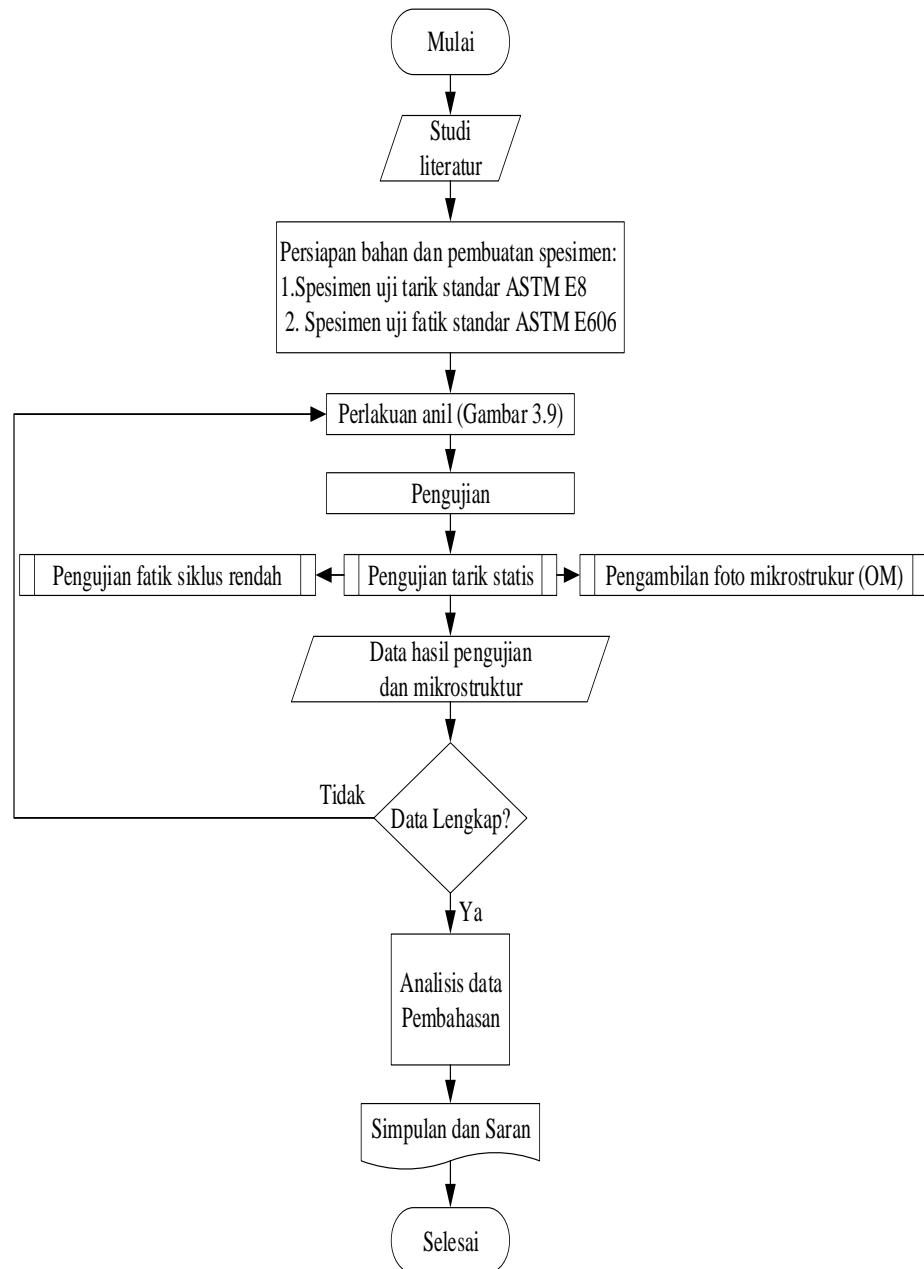 Mulai
Studi
literatur
Persiapan bahan dan pembuatan spesimen:
1.Spesimen uji tarik standar ASTM E8
2. Spesimen uji fatik standar ASTM E606
Perlakuan anil (Gambar 3.9)
Pengujian
Pengujian fatik siklus rendah
Pengujian tarik statis
Pengambilan foto mikrostrukur (OM)
Data hasil pengujian
dan mikrostruktur
Tidak
Data Lengkap?
Ya
Analisis data
Pembahasan
Simpulan dan Saran
Selesai